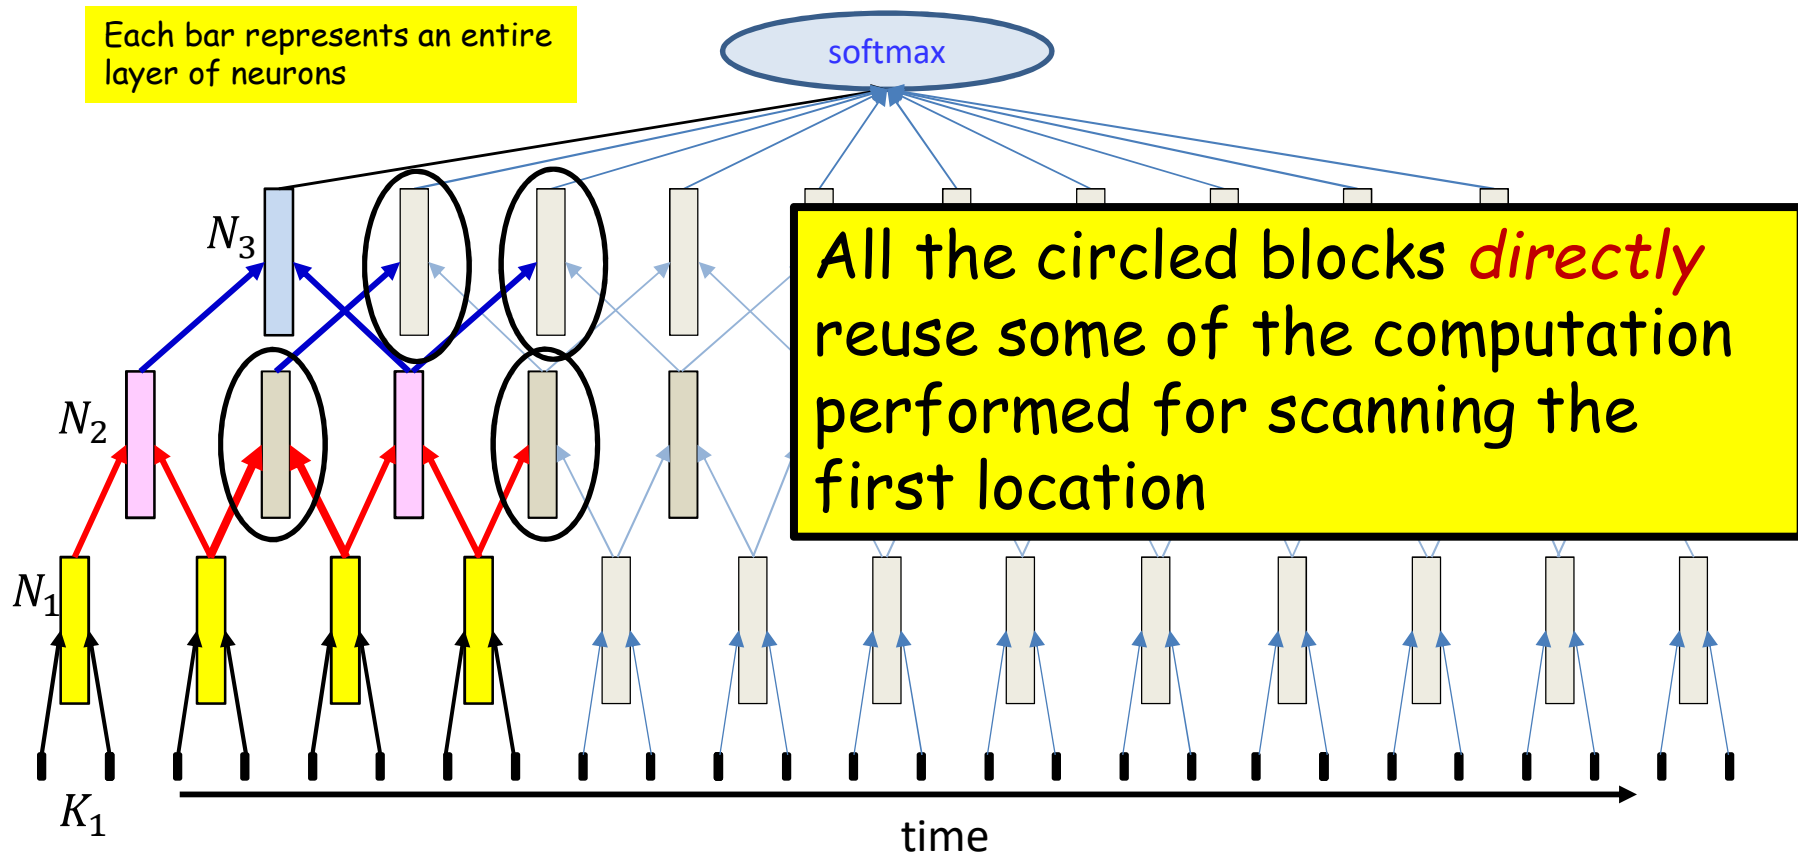 Each bar represents an entire
layer of neurons
softmax
N₃
All the circled blocks directly
reuse some of the computation
performed for scanning the
first location
N₂
N₁
K₁
time